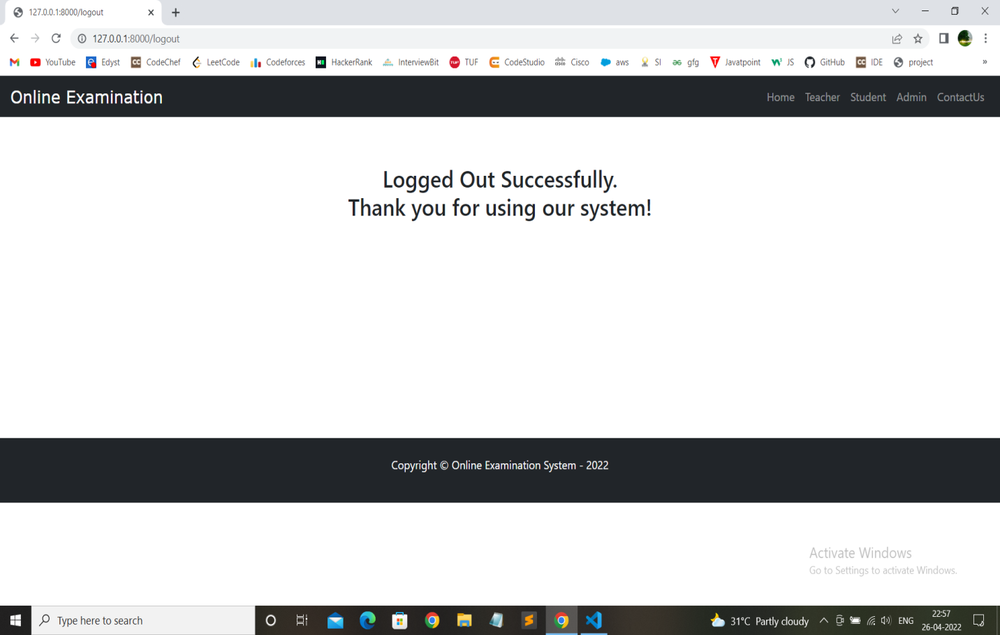 127.0.0.1:8000/logout
127.0.0.1:8000/logout
YouTube Edyst CodeChef LeetCode Codeforces HackerRank InterviewBit TUF CodeStudio Cisco aws SI gfg Javatpoint JS GitHub IDE project »
Online Examination Home Teacher Student Admin ContactUs
Logged Out Successfully.
Thank you for using our system!
Copyright © Online Examination System - 2022
Activate Windows
Go to Settings to activate Windows.
Type here to search 31°C Partly cloudy ENG 22:57
26-04-2022